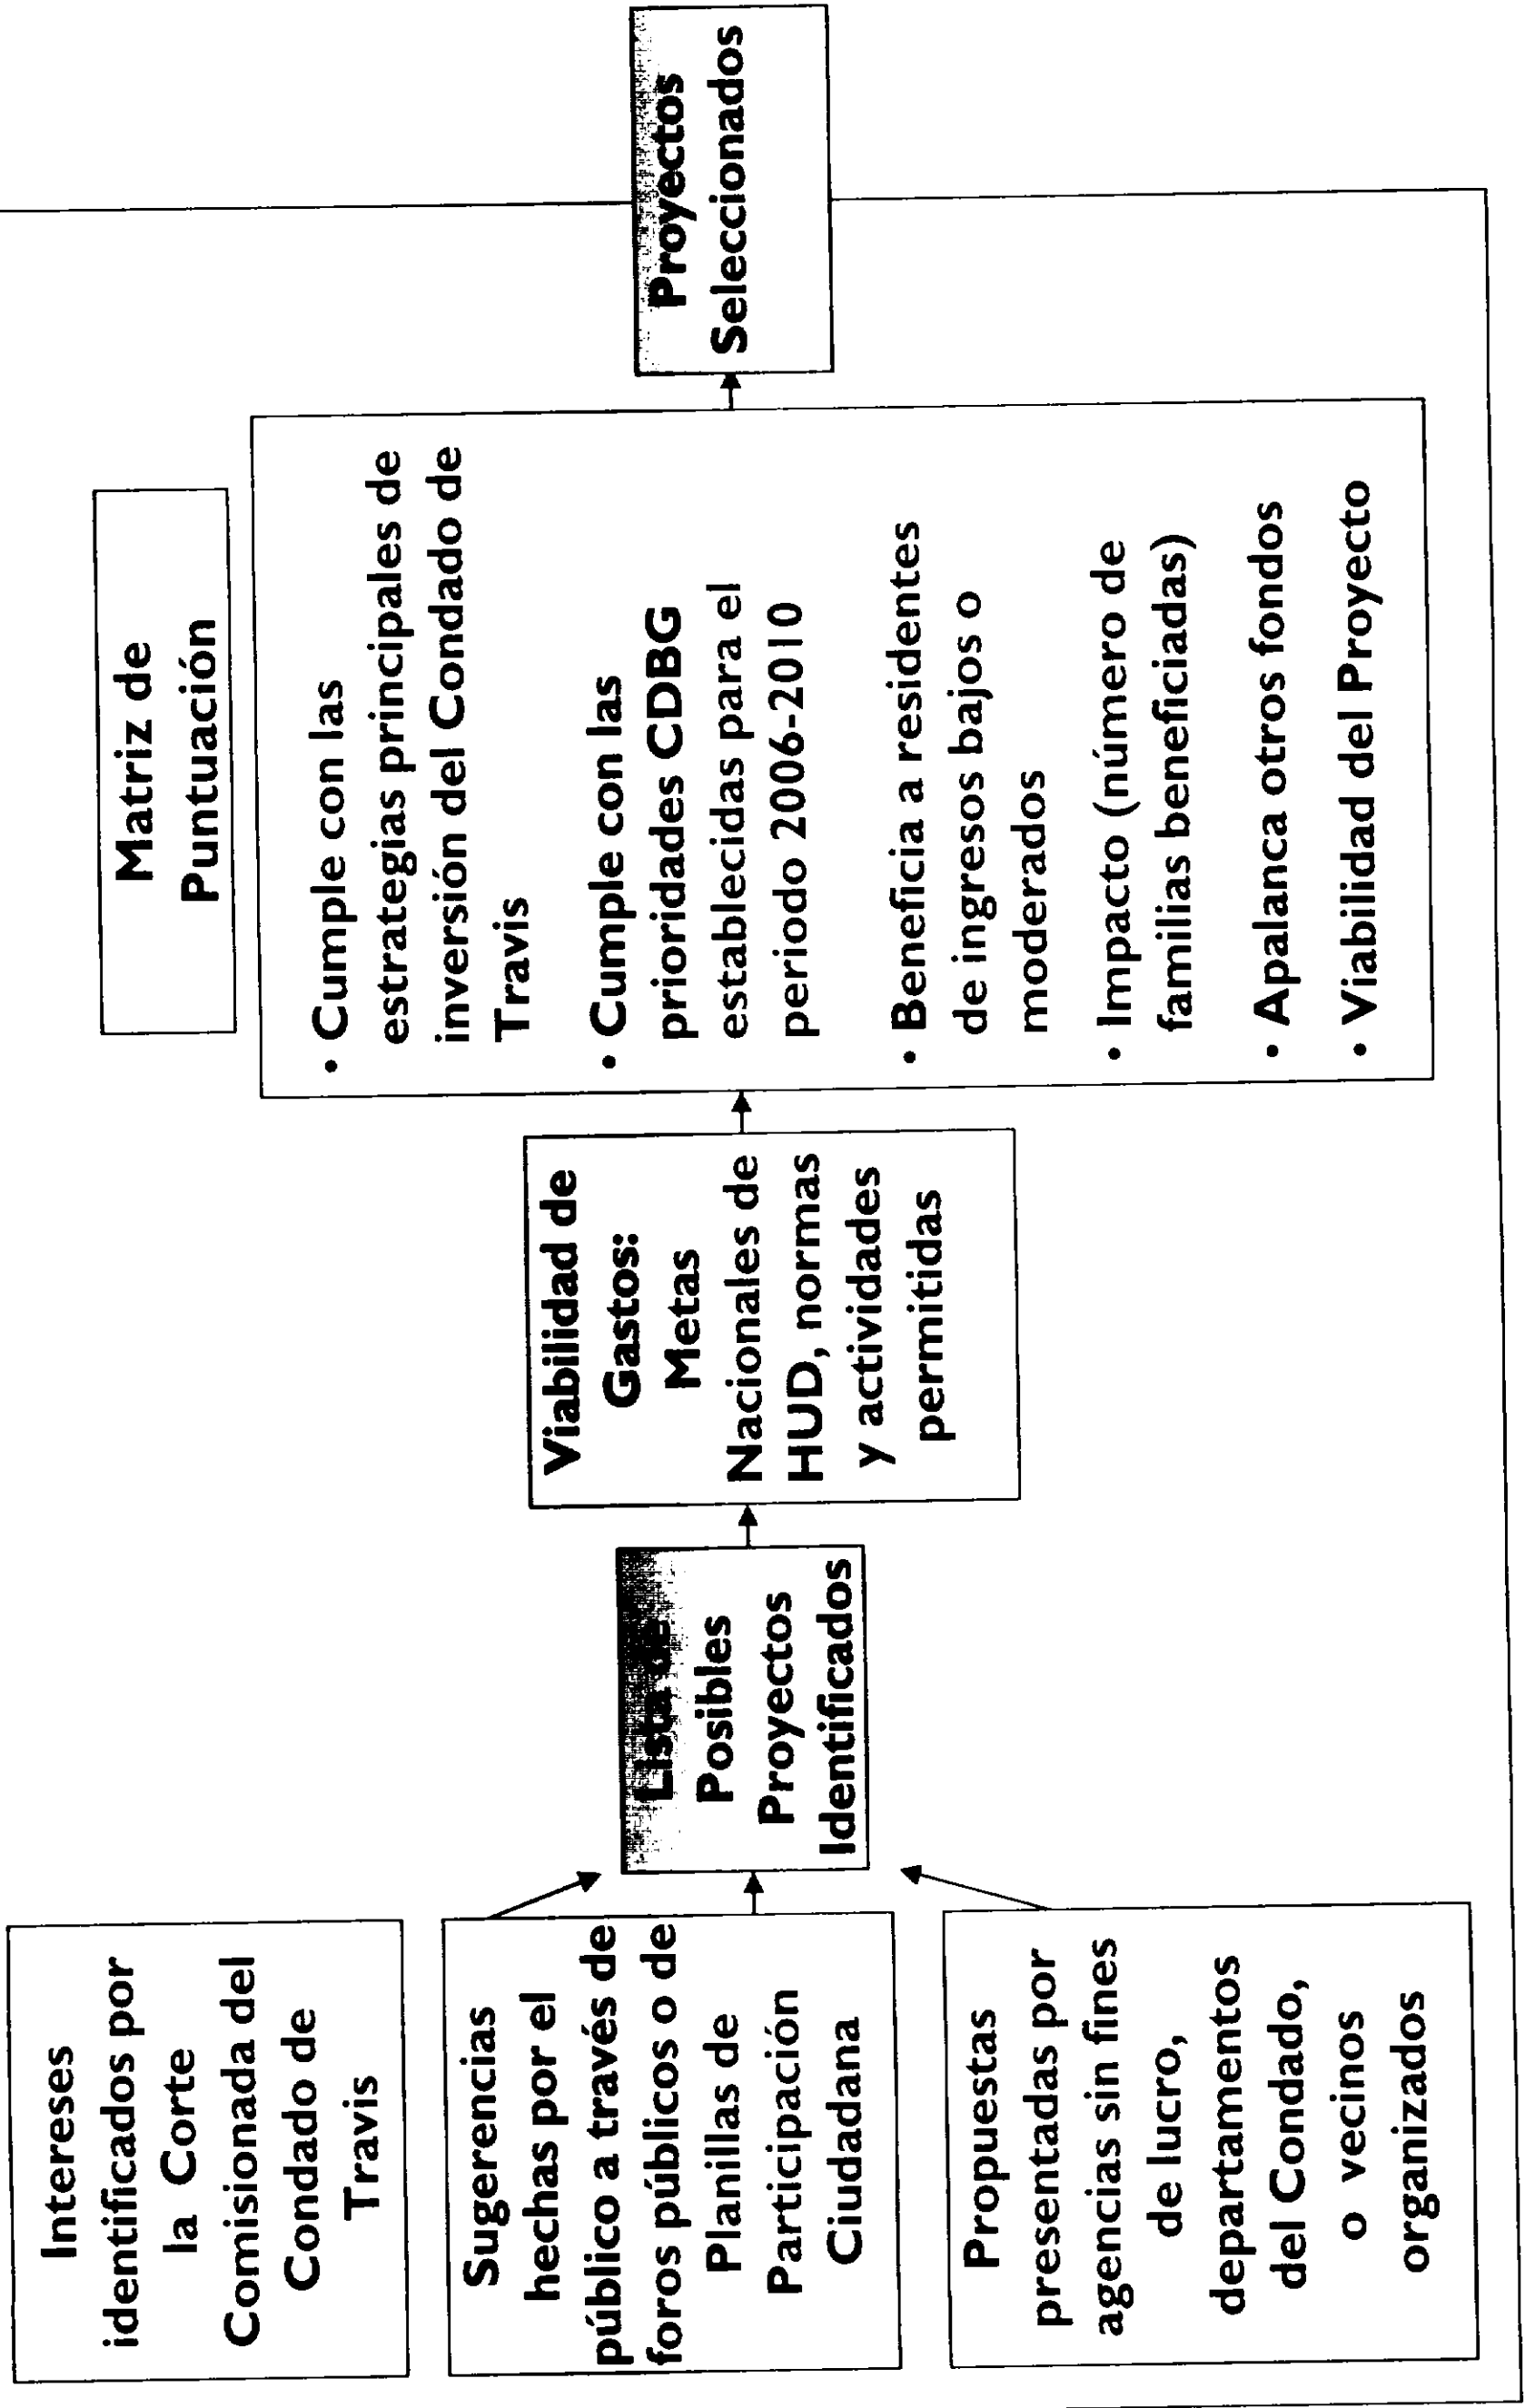 Intereses
identificados por
la Corte
Comisionada del
Condado de
Travis
Sugerencias
hechas por el
público a través de
foros públicos o de
Planillas de
Participación
Ciudadana
Propuestas
presentadas por
agencias sin fines
de lucro,
departamentos
del Condado,
o vecinos
organizados
Lista de
Posibles
Proyectos
Identificados
Viabilidad de
Gastos:
Metas
Nacionales de
HUD, normas
y actividades
permitidas
Matriz de
Puntuación
• Cumple con las
estrategias principales de
inversión del Condado de
Travis
• Cumple con las
prioridades CDBG
establecidas para el
periodo 2006-2010
• Beneficia a residentes
de ingresos bajos o
moderados
• Impacto (número de
familias beneficiadas)
• Apalanca otros fondos
• Viabilidad del Proyecto
Proyectos
Seleccionados